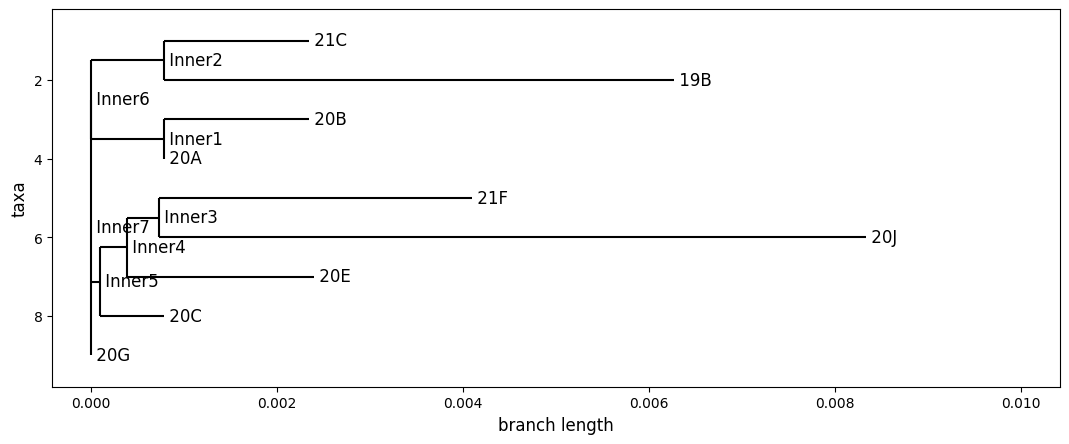 21C
Inner2
2
19B
Inner6
20B
Inner1
4
20A
21F
taxa
Inner3
Inner7
6
20J
Inner4
20E
Inner5
8
20C
20G
0.000
0.002
0.004
0.006
0.008
0.010
branch length